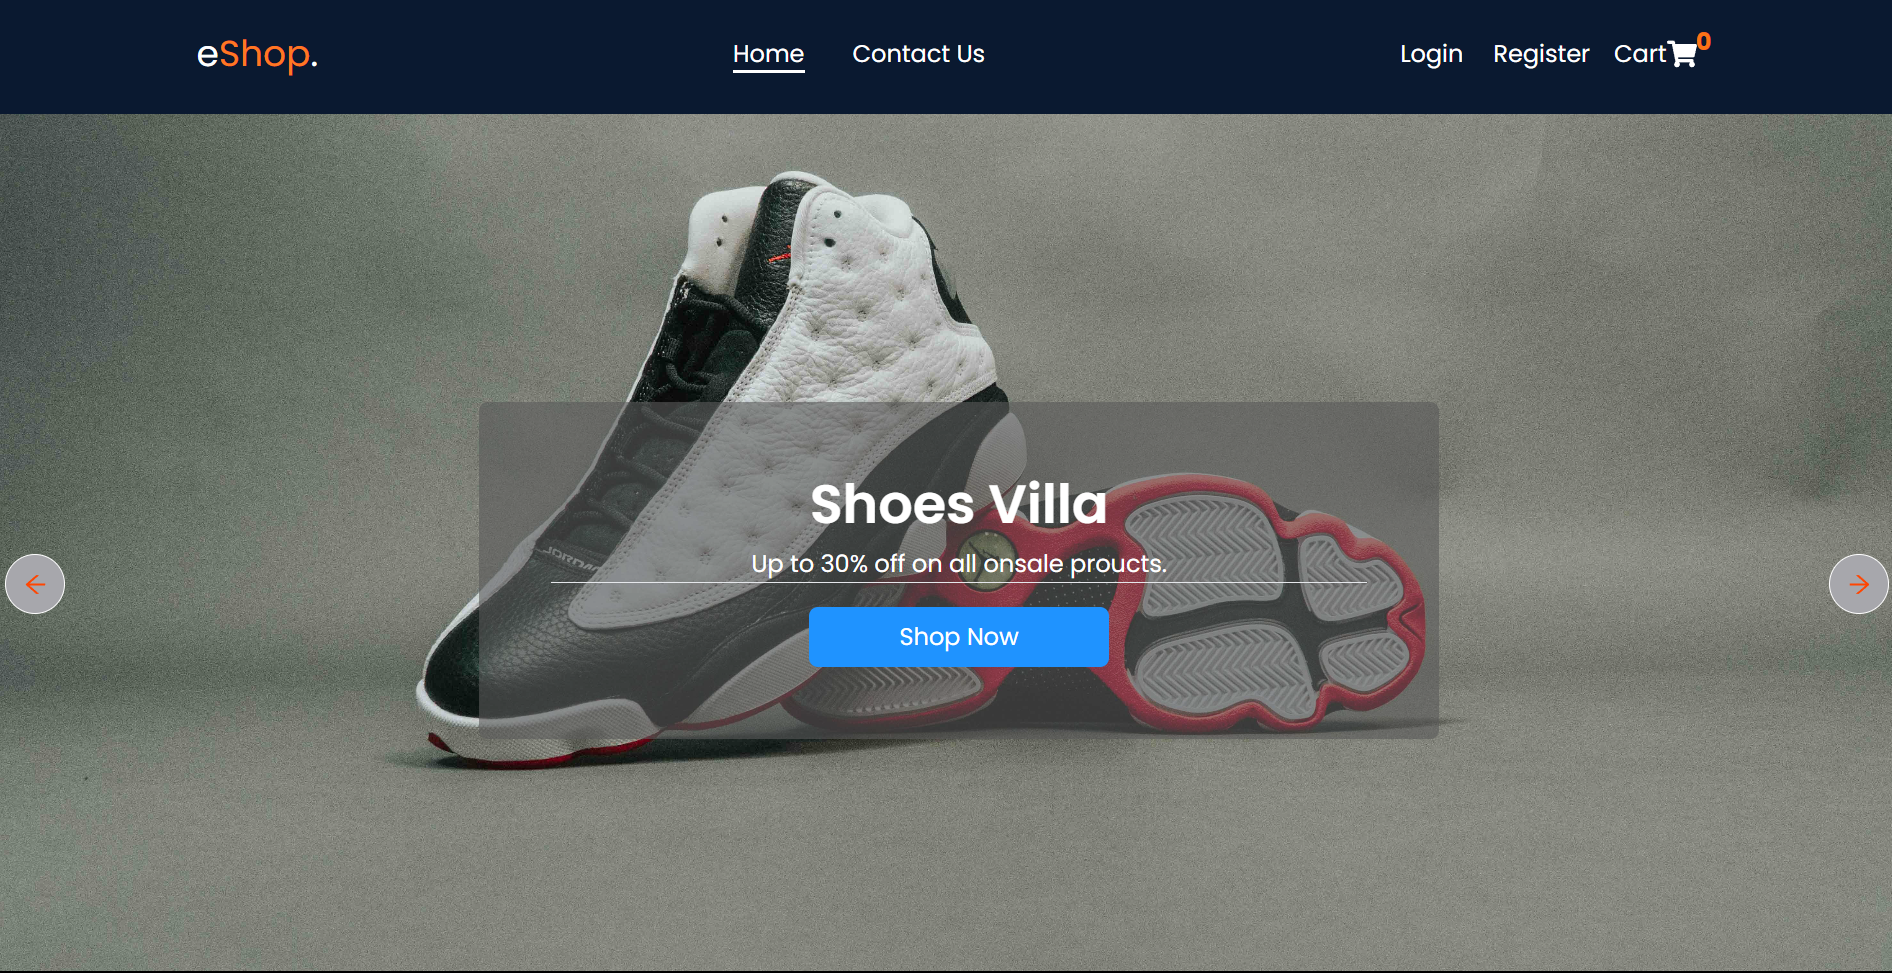 eShop.
Home Contact Us
Login Register Cart 0
Shoes Villa
Up to 30% off on all onsale proucts.
Shop Now
JORDAN